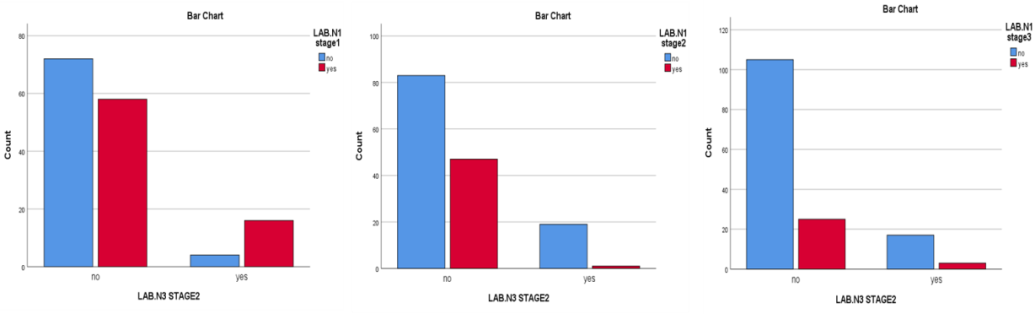 Bar Chart
LAB.N1
stage1
no
yes
80
60
40
20
0
Count
no
yes
LAB.N3 STAGE2
Bar Chart
LAB.N1
stage2
no
yes
100
80
60
40
20
0
Count
no
yes
LAB.N3 STAGE2
Bar Chart
LAB.N1
stage3
no
yes
120
100
80
60
40
20
0
Count
no
yes
LAB.N3 STAGE2